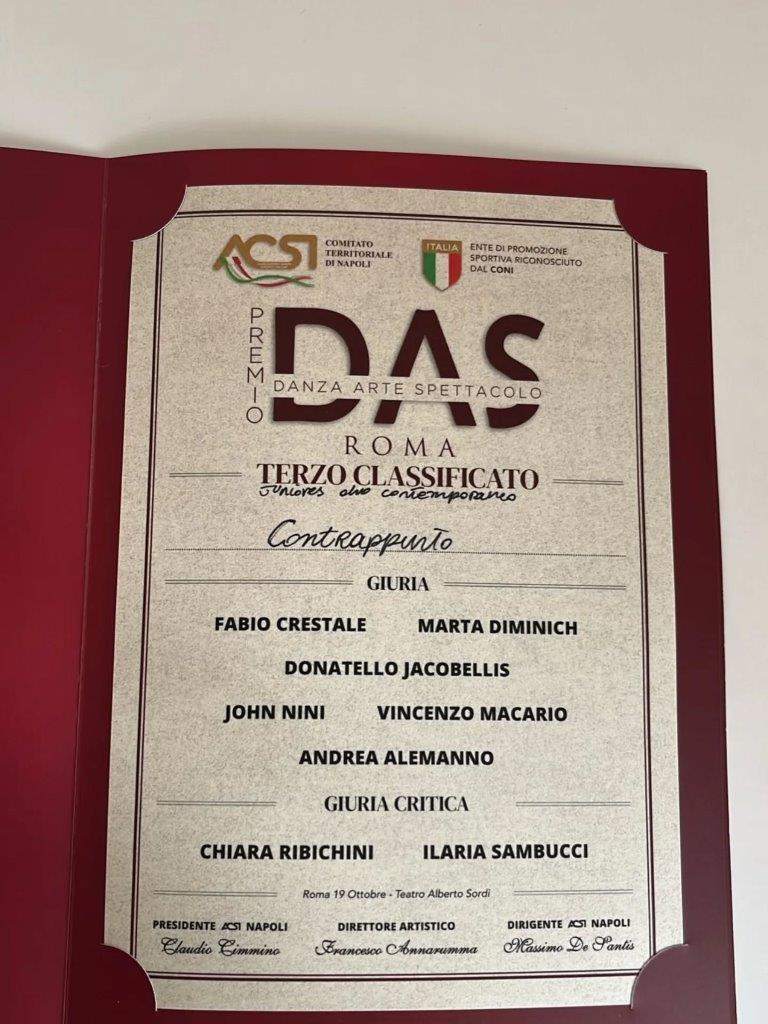 ACSI
COMITATO
TERRITORIALE
DI NAPOLI
ITALIA
ENTE DI PROMOZIONE
SPORTIVA RICONOSCIUTO
DAL CONI
PREMIO
DAS
DANZA ARTE SPETTACOLO
ROMA
TERZO CLASSIFICATO
Juniores duo contemporaneo
Contrappunto
GIURIA
FABIO CRESTALE MARTA DIMINICH
DONATELLO JACOBELLIS
JOHN NINI VINCENZO MACARIO
ANDREA ALEMANNO
GIURIA CRITICA
CHIARA RIBICHINI ILARIA SAMBUCCI
Roma 19 Ottobre - Teatro Alberto Sordi
PRESIDENTE ACSI NAPOLI DIRETTORE ARTISTICO DIRIGENTE ACSI NAPOLI
Claudio Cimmino Francesco Annarumma Massimo De Santis